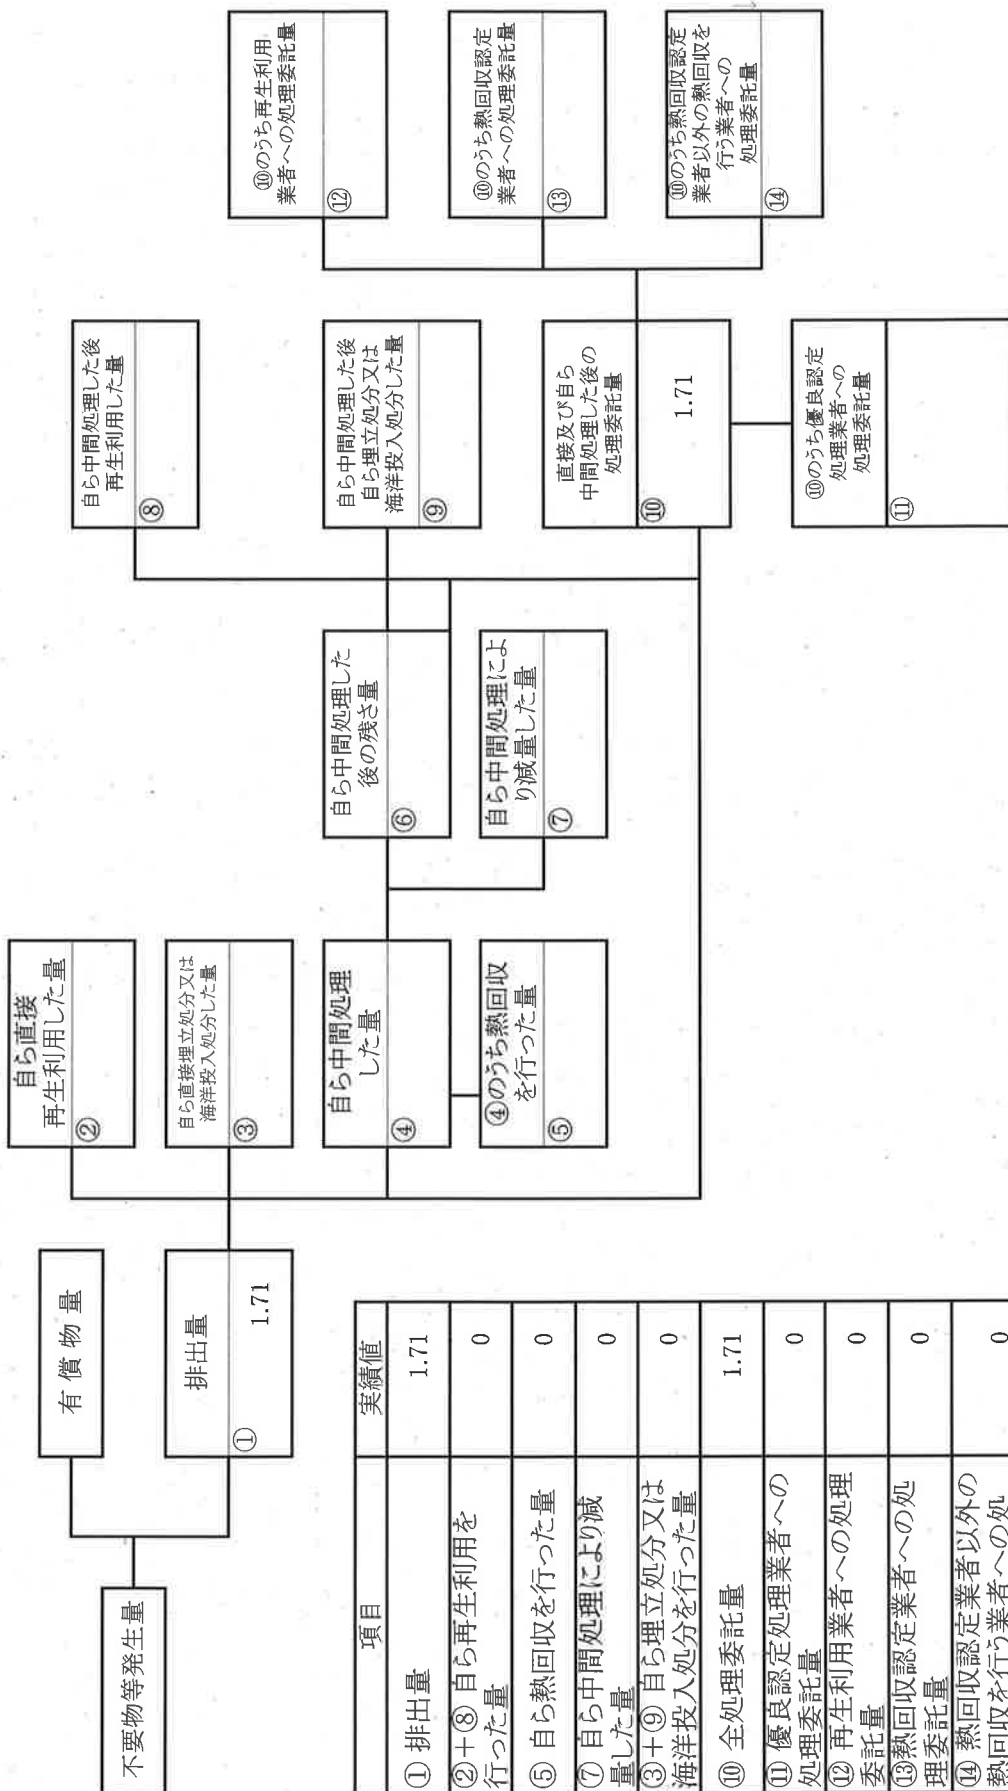 不要物等発生量
有 償 物 量
排出量
①
1.71
自ら直接
再生利用した量
②
自ら直接埋立処分又は
海洋投入処分した量
③
自ら中間処理
した量
④
④のうち熱回収
を行った量
⑤
自ら中間処理した
後の残さ量
⑥
自ら中間処理によ
り減量した量
⑦
自ら中間処理した後
再生利用した量
⑧
自ら中間処理した後
自ら埋立処分又は
海洋投入処分した量
⑨
直接及び自ら
中間処理した後の
処理委託量
⑩
1.71
⑩のうち優良認定
処理業者への
処理委託量
⑪
⑩のうち再生利用
業者への処理委託量
⑫
⑩のうち熱回収認定
業者への処理委託量
⑬
⑩のうち熱回収認定
業者以外の熱回収を
行う業者への
処理委託量
⑭
項目 実績値
① 排出量 1.71
②+⑧ 自ら再生利用を
行った量 0
⑤ 自ら熱回収を行った量 0
⑦ 自ら中間処理により減
量した量 0
③+⑨ 自ら埋立処分又は
海洋投入処分を行った量 0
⑩ 全処理委託量 1.71
⑪ 優良認定処理業者への
処理委託量 0
⑫ 再生利用業者への処理
委託量 0
⑬熱回収認定業者への処
理委託量 0
⑭ 熱回収認定業者以外の
熱回収を行う業者への処 0